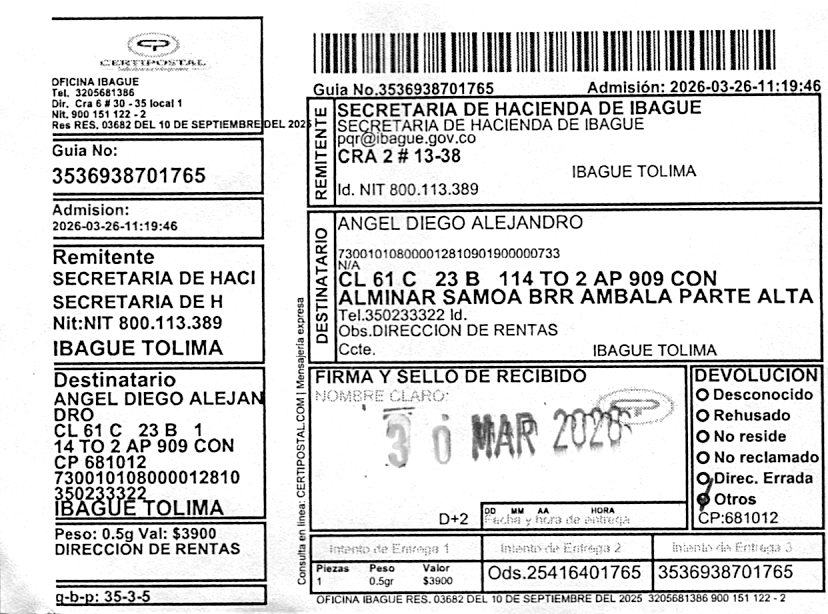 CERTIPOSTAL
OFICINA IBAGUE
Tel. 3205681386
Dir. Cra 6 # 30 - 35 local 1
Nit. 900 151 122 - 2
Res RES. 03682 DEL 10 DE SEPTIEMBRE DEL 2025
Guia No:
3536938701765
Admision:
2026-03-26-11:19:46
Remitente
SECRETARIA DE HACI
SECRETARIA DE H
Nit:NIT 800.113.389
IBAGUE TOLIMA
Destinatario
ANGEL DIEGO ALEJAN
DRO
CL 61 C 23 B 1
14 TO 2 AP 909 CON
CP 681012
730010108000012810
350233322
IBAGUE TOLIMA
Peso: 0.5g Val: $3900
DIRECCION DE RENTAS
g-b-p: 35-3-5
Consulta en linea: CERTIPOSTAL.COM | Mensajería expresa
Guia No.3536938701765 Admisión: 2026-03-26-11:19:46
REMITENTE
SECRETARIA DE HACIENDA DE IBAGUE
SECRETARIA DE HACIENDA DE IBAGUE
pqr@ibague.gov.co
CRA 2 # 13-38
IBAGUE TOLIMA
Id. NIT 800.113.389
DESTINATARIO
ANGEL DIEGO ALEJANDRO
730010108000012810901900000733
N/A
CL 61 C 23 B 114 TO 2 AP 909 CON
ALMINAR SAMOA BRR AMBALA PARTE ALTA
Tel.350233322 Id.
Obs.DIRECCION DE RENTAS
Ccte. IBAGUE TOLIMA
FIRMA Y SELLO DE RECIBIDO
NOMBRE CLARO:
30 MAR 2026
D+2
DD MM AA HORA
Fecha y hora de entrega
DEVOLUCION
Desconocido
Rehusado
No reside
No reclamado
Direc. Errada
Otros
CP:681012
Intento de Entrega 1 Intento de Entrega 2 Intento de Entrega 3
Piezas Peso Valor
1 0.5gr $3900
Ods.25416401765 3536938701765
OFICINA IBAGUE RES. 03682 DEL 10 DE SEPTIEMBRE DEL 2025 3205681386 900 151 122 - 2